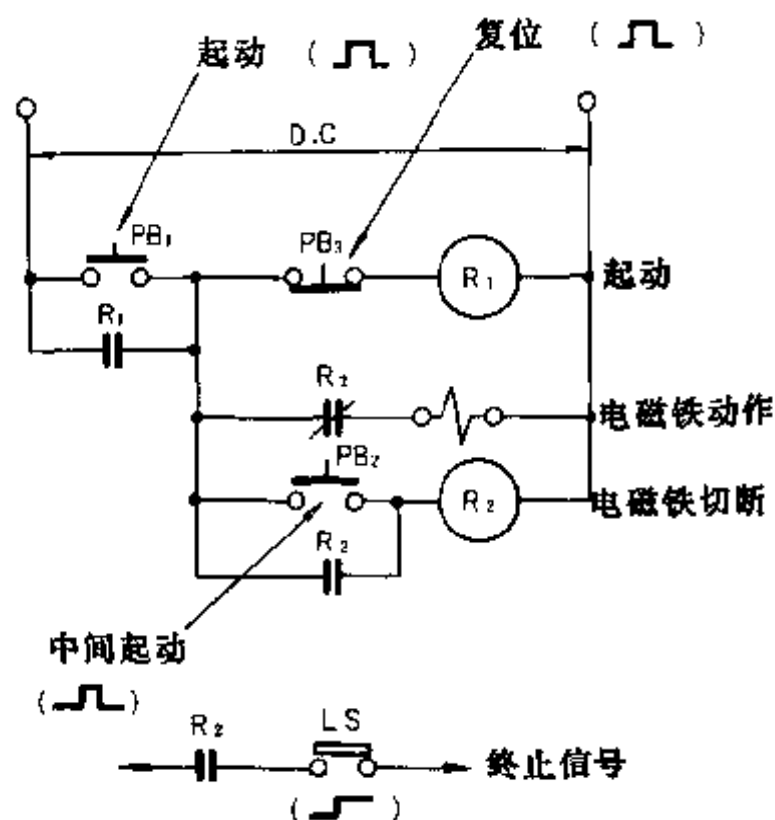 起动 ( )
复位 ( )
D.C
PB₁
PB₃
R₁
起动
R₁
R₂
电磁铁动作
PB₂
R₂
电磁铁切断
R₂
中间起动
( )
R₂
LS
终止信号
( )